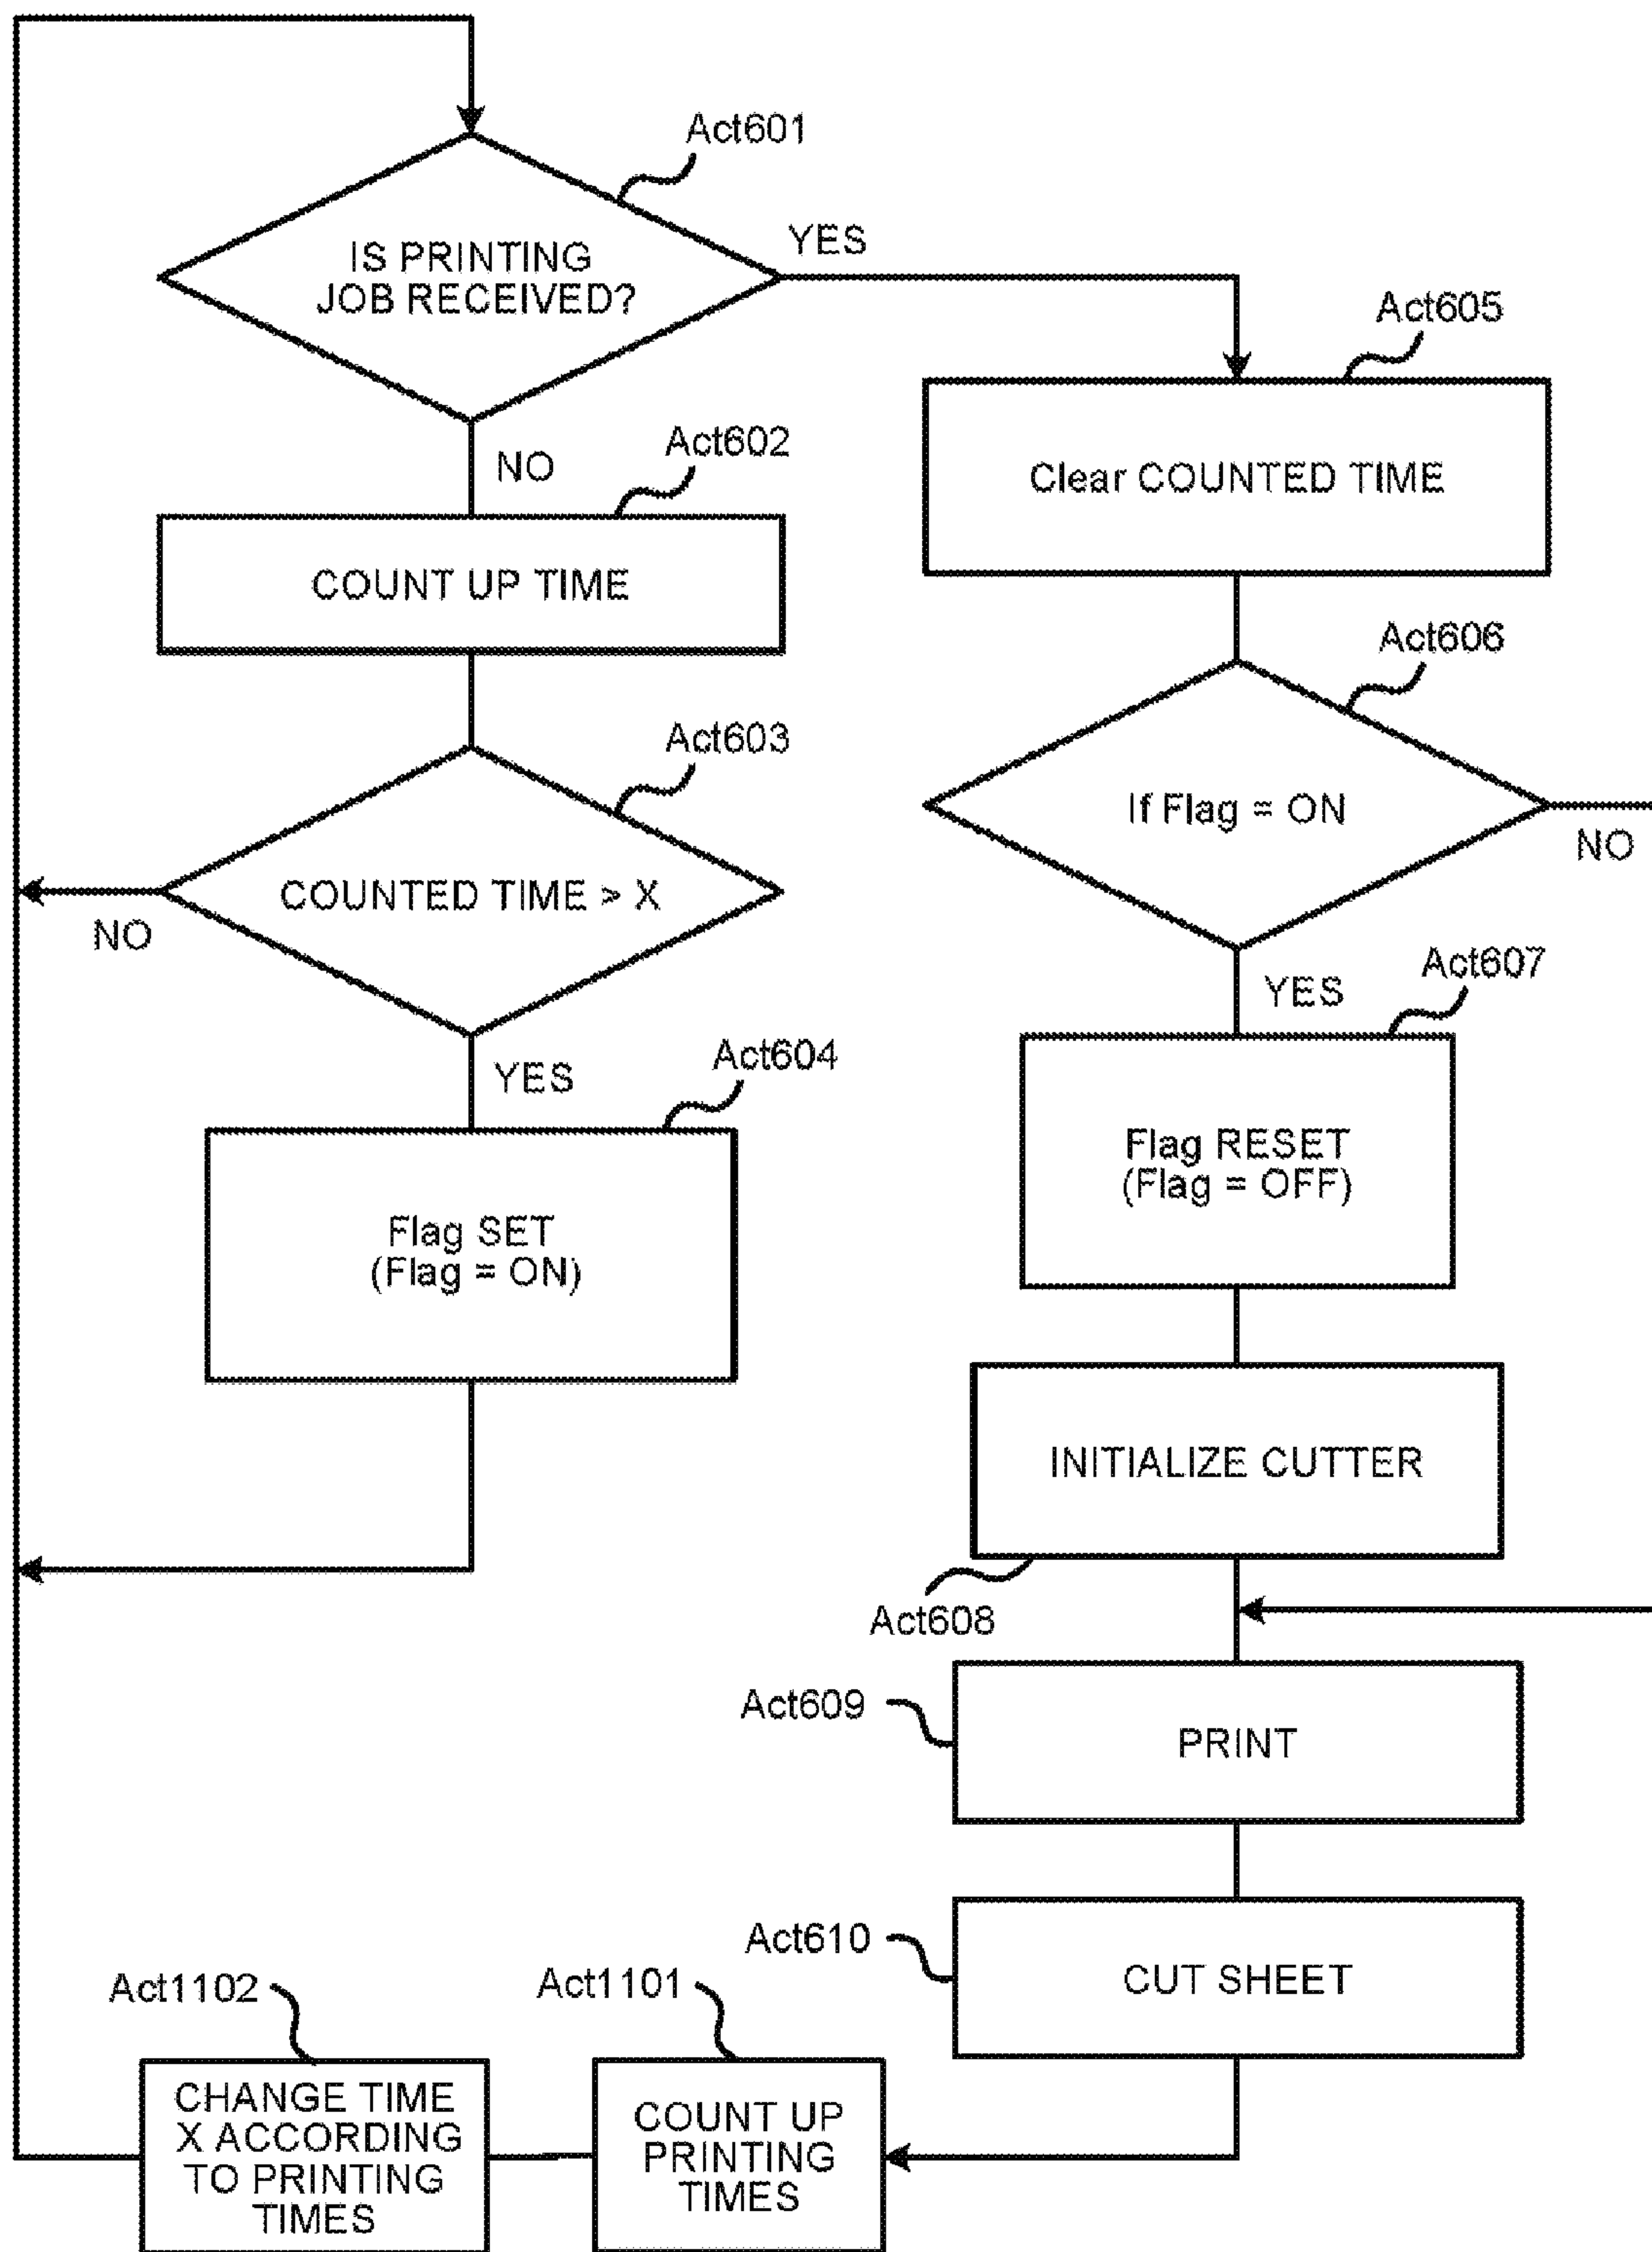 Act601
IS PRINTING
JOB RECEIVED?
YES
NO
Act602
COUNT UP TIME
Act603
COUNTED TIME > X
NO
YES
Act604
Flag SET
(Flag = ON)
Act605
Clear COUNTED TIME
Act606
If Flag = ON
NO
YES
Act607
Flag RESET
(Flag = OFF)
INITIALIZE CUTTER
Act608
Act609
PRINT
Act610
CUT SHEET
Act1101
COUNT UP
PRINTING
TIMES
Act1102
CHANGE TIME
X ACCORDING
TO PRINTING
TIMES